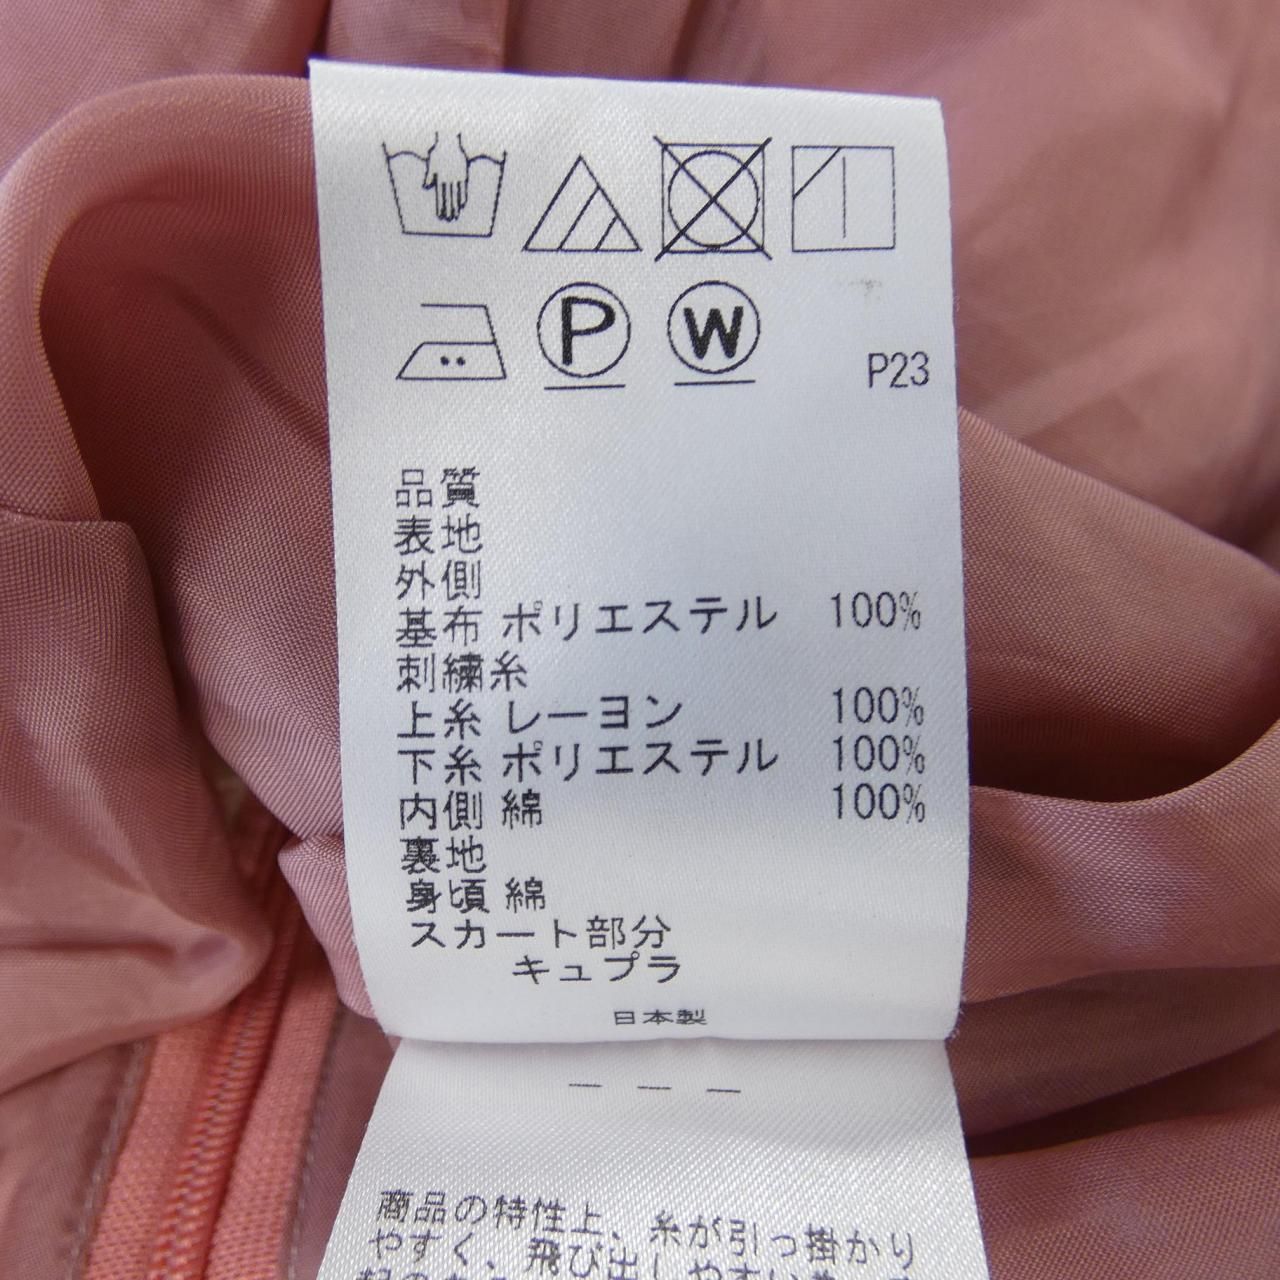 P
W
P23
品質
表地
外側
基布 ポリエステル 100%
刺繍糸
上糸 レーヨン 100%
下糸 ポリエステル 100%
内側 綿 100%
裏地
身頃 綿
スカート部分
キュプラ
日本製
商品の特性上、糸が引っ掛かり
やすく、飛び出しやすい